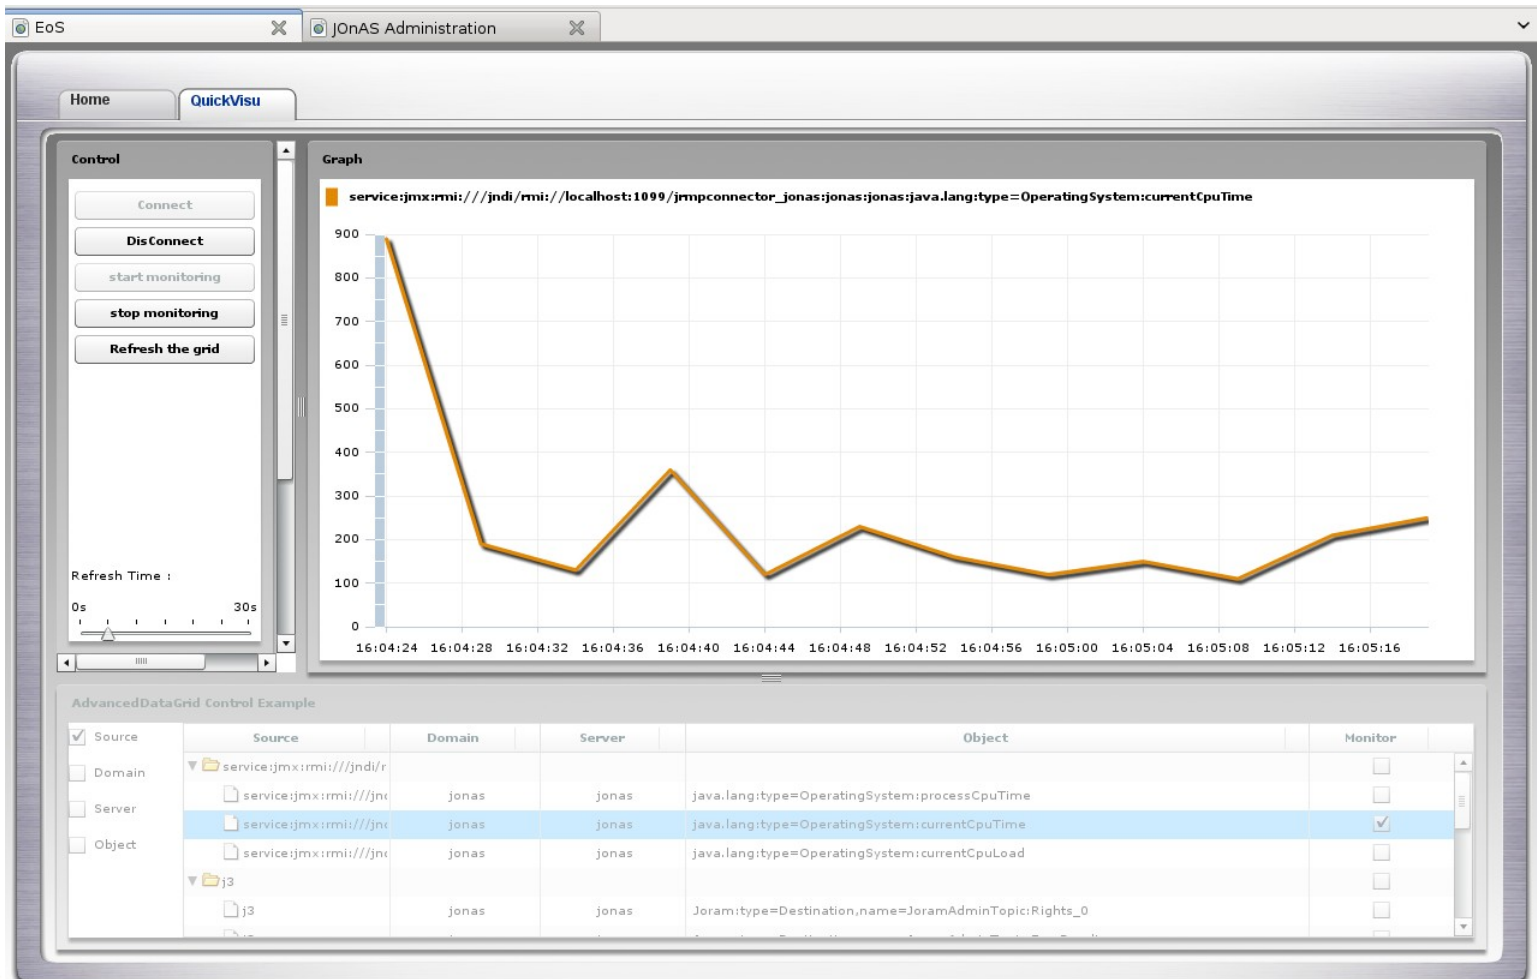 EoS
JOnAS Administration
Home
QuickVisu
Control
Connect
DisConnect
start monitoring
stop monitoring
Refresh the grid
Refresh Time :
0s 30s
Graph
service:jmx:rmi:///jndi/rmi://localhost:1099/jrmpconnector_jonas:jonas:jonas:java.lang:type=OperatingSystem:currentCpuTime
900
800
700
600
500
400
300
200
100
0
16:04:24 16:04:28 16:04:32 16:04:36 16:04:40 16:04:44 16:04:48 16:04:52 16:04:56 16:05:00 16:05:04 16:05:08 16:05:12 16:05:16
AdvancedDataGrid Control Example
Source
Domain
Server
Object
Source Domain Server Object Monitor
service:jmx:rmi:///jndi/r
service:jmx:rmi:///jnd jonas jonas java.lang:type=OperatingSystem:processCpuTime
service:jmx:rmi:///jnd jonas jonas java.lang:type=OperatingSystem:currentCpuTime
service:jmx:rmi:///jnd jonas jonas java.lang:type=OperatingSystem:currentCpuLoad
j3
j3 jonas jonas Joram:type=Destination,name=JoramAdminTopic:Rights_0